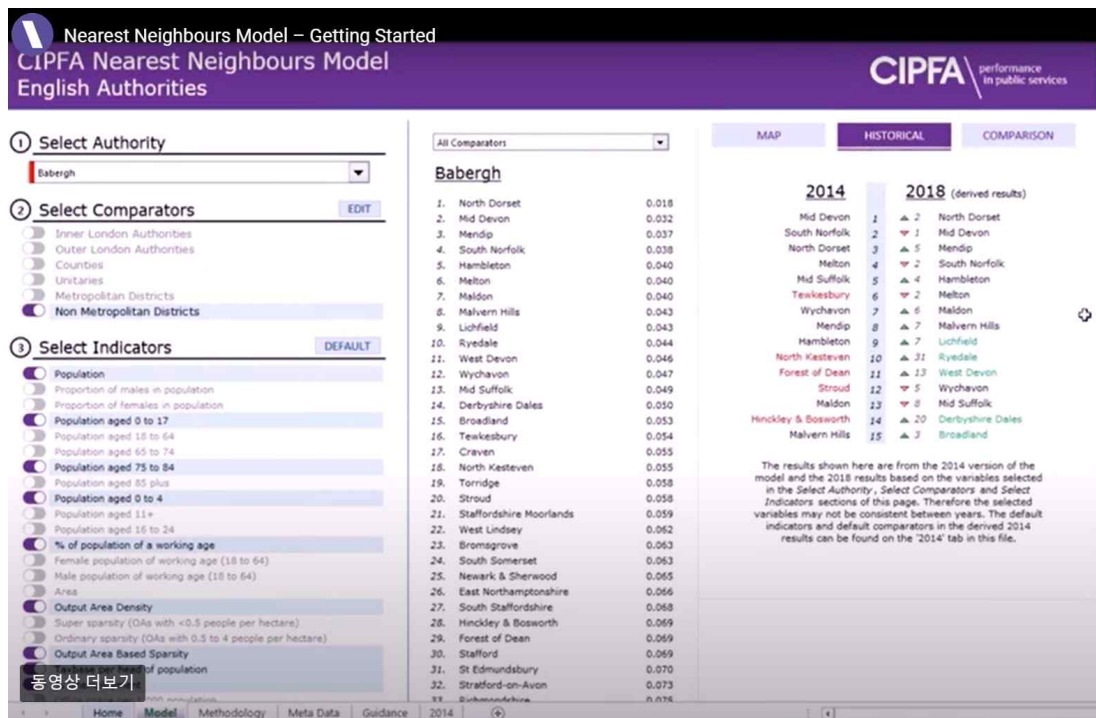 Nearest Neighbours Model – Getting Started
CIPFA Nearest Neighbours Model
English Authorities
CIPFA performance
in public services
1 Select Authority
Babergh
2 Select Comparators EDIT
Inner London Authorities
Outer London Authorities
Counties
Unitaries
Metropolitan Districts
Non Metropolitan Districts
3 Select Indicators DEFAULT
Population
Proportion of males in population
Proportion of females in population
Population aged 0 to 17
Population aged 18 to 64
Population aged 65 to 74
Population aged 75 to 84
Population aged 85 plus
Population aged 0 to 4
Population aged 11+
Population aged 16 to 24
% of population of a working age
Female population of working age (18 to 64)
Male population of working age (18 to 64)
Area
Output Area Density
Super sparsity (OAs with <0.5 people per hectare)
Ordinary sparsity (OAs with 0.5 to 4 people per hectare)
Output Area Based Sparsity
Taxbase per head of population
동영상 더보기
All Comparators
Babergh
1. North Dorset 0.018
2. Mid Devon 0.032
3. Mendip 0.037
4. South Norfolk 0.038
5. Hambleton 0.040
6. Melton 0.040
7. Maldon 0.040
8. Malvern Hills 0.043
9. Lichfield 0.043
10. Ryedale 0.044
11. West Devon 0.046
12. Wychavon 0.047
13. Mid Suffolk 0.049
14. Derbyshire Dales 0.050
15. Broadland 0.053
16. Tewkesbury 0.054
17. Craven 0.055
18. North Kesteven 0.055
19. Torridge 0.058
20. Stroud 0.058
21. Staffordshire Moorlands 0.059
22. West Lindsey 0.062
23. Bromsgrove 0.063
24. South Somerset 0.063
25. Newark & Sherwood 0.065
26. East Northamptonshire 0.066
27. South Staffordshire 0.068
28. Hinckley & Bosworth 0.069
29. Forest of Dean 0.069
30. Stafford 0.069
31. St Edmundsbury 0.070
32. Stratford-on-Avon 0.073
33. Richmondshire 0.075
MAP HISTORICAL COMPARISON
2014 2018 (derived results)
Mid Devon 1 ▲ 2 North Dorset
South Norfolk 2 ▼ 1 Mid Devon
North Dorset 3 ▲ 5 Mendip
Melton 4 ▼ 2 South Norfolk
Mid Suffolk 5 ▲ 4 Hambleton
Tewkesbury 6 ▼ 2 Melton
Wychavon 7 ▲ 6 Maldon
Mendip 8 ▲ 7 Malvern Hills
Hambleton 9 ▲ 7 Lichfield
North Kesteven 10 ▲ 31 Ryedale
Forest of Dean 11 ▲ 13 West Devon
Stroud 12 ▼ 5 Wychavon
Maldon 13 ▼ 8 Mid Suffolk
Hinckley & Bosworth 14 ▲ 20 Derbyshire Dales
Malvern Hills 15 ▲ 3 Broadland
The results shown here are from the 2014 version of the
model and the 2018 results based on the variables selected
in the Select Authority, Select Comparators and Select
Indicators sections of this page. Therefore the selected
variables may not be consistent between years. The default
indicators and default comparators in the derived 2014
results can be found on the '2014' tab in this file.
Home Model Methodology Meta Data Guidance 2014